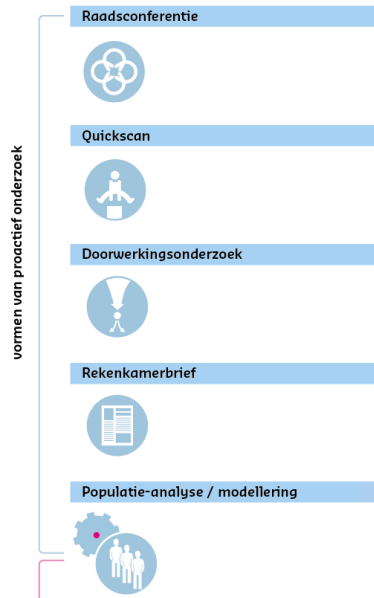 vormen van proactief onderzoek
Raadsconferentie
Quickscan
Doorwerkingsonderzoek
Rekenkamerbrief
Populatie-analyse / modellering